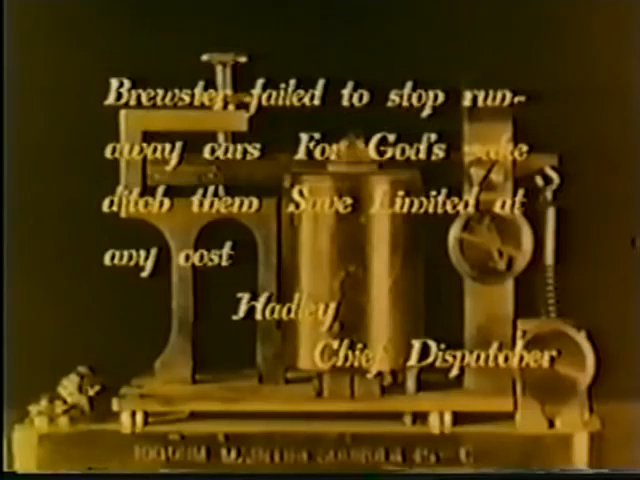 Brewster failed to stop run-
away cars For God's sake
ditch them Save Limited at
any cost
Hadley
Chief Dispatcher